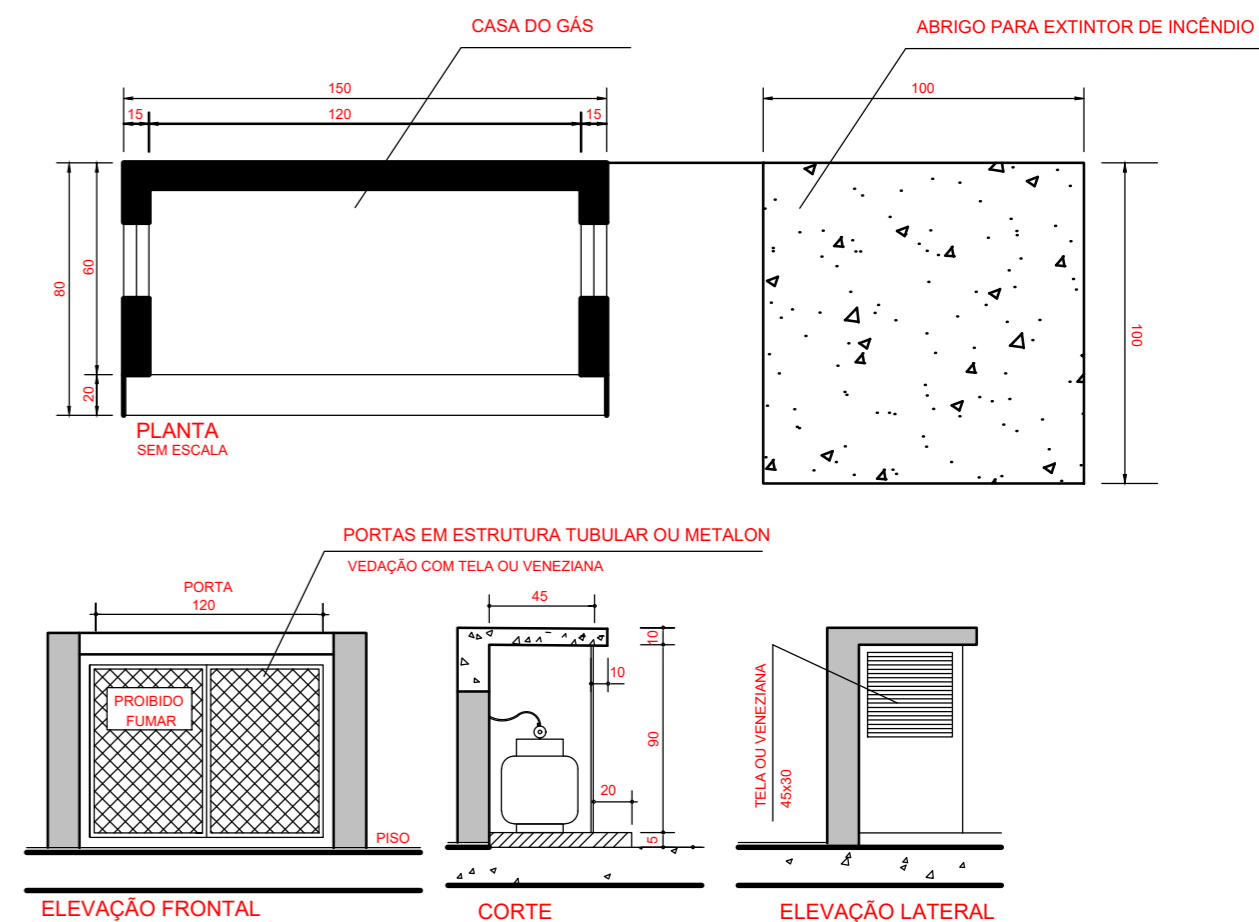 CASA DO GÁS
ABRIGO PARA EXTINTOR DE INCÊNDIO
150
100
15
120
15
80
60
20
100
PLANTA
SEM ESCALA
PORTAS EM ESTRUTURA TUBULAR OU METALON
VEDAÇÃO COM TELA OU VENEZIANA
PORTA
120
PROIBIDO
FUMAR
PISO
ELEVAÇÃO FRONTAL
45
10
10
90
20
5
CORTE
TELA OU VENEZIANA
45x30
ELEVAÇÃO LATERAL